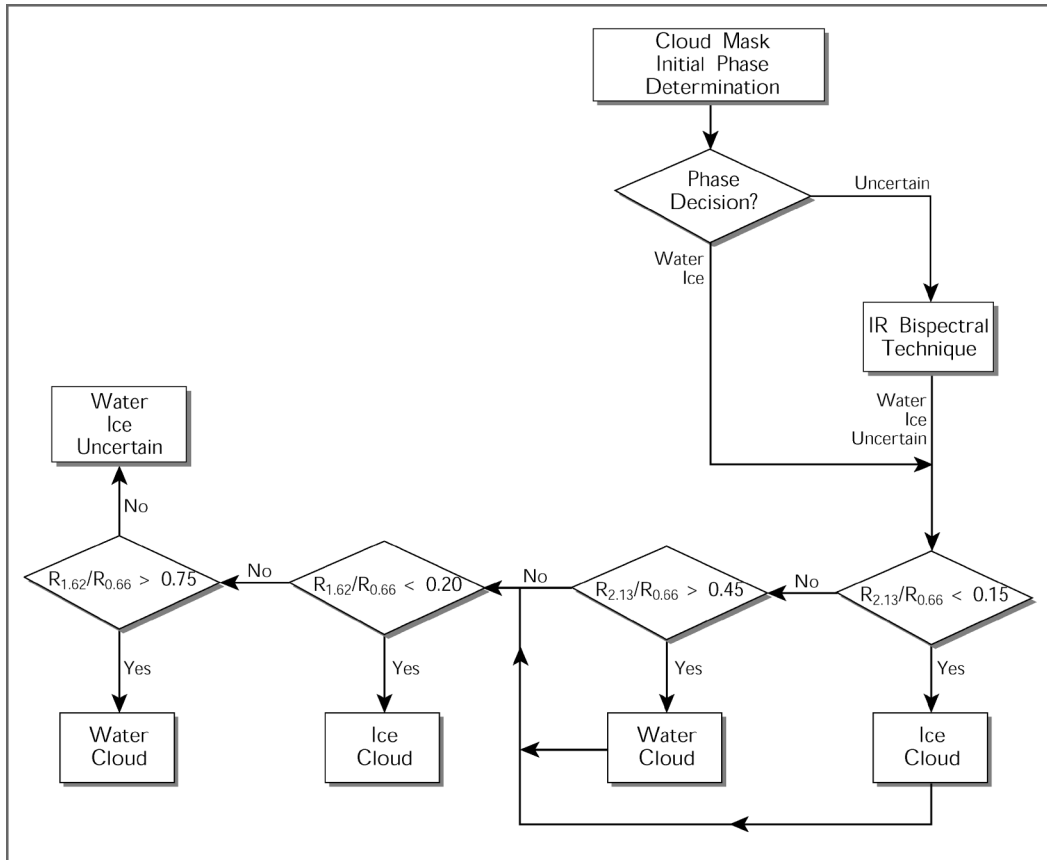 Cloud Mask
Initial Phase
Determination
Phase
Decision?
Uncertain
Water
Ice
IR Bispectral
Technique
Water
Ice
Uncertain
Water
Ice
Uncertain
No
R1.62/R0.66 > 0.75
No
R1.62/R0.66 < 0.20
No
R2.13/R0.66 > 0.45
No
R2.13/R0.66 < 0.15
Yes
Yes
Yes
Yes
Water
Cloud
Ice
Cloud
Water
Cloud
Ice
Cloud